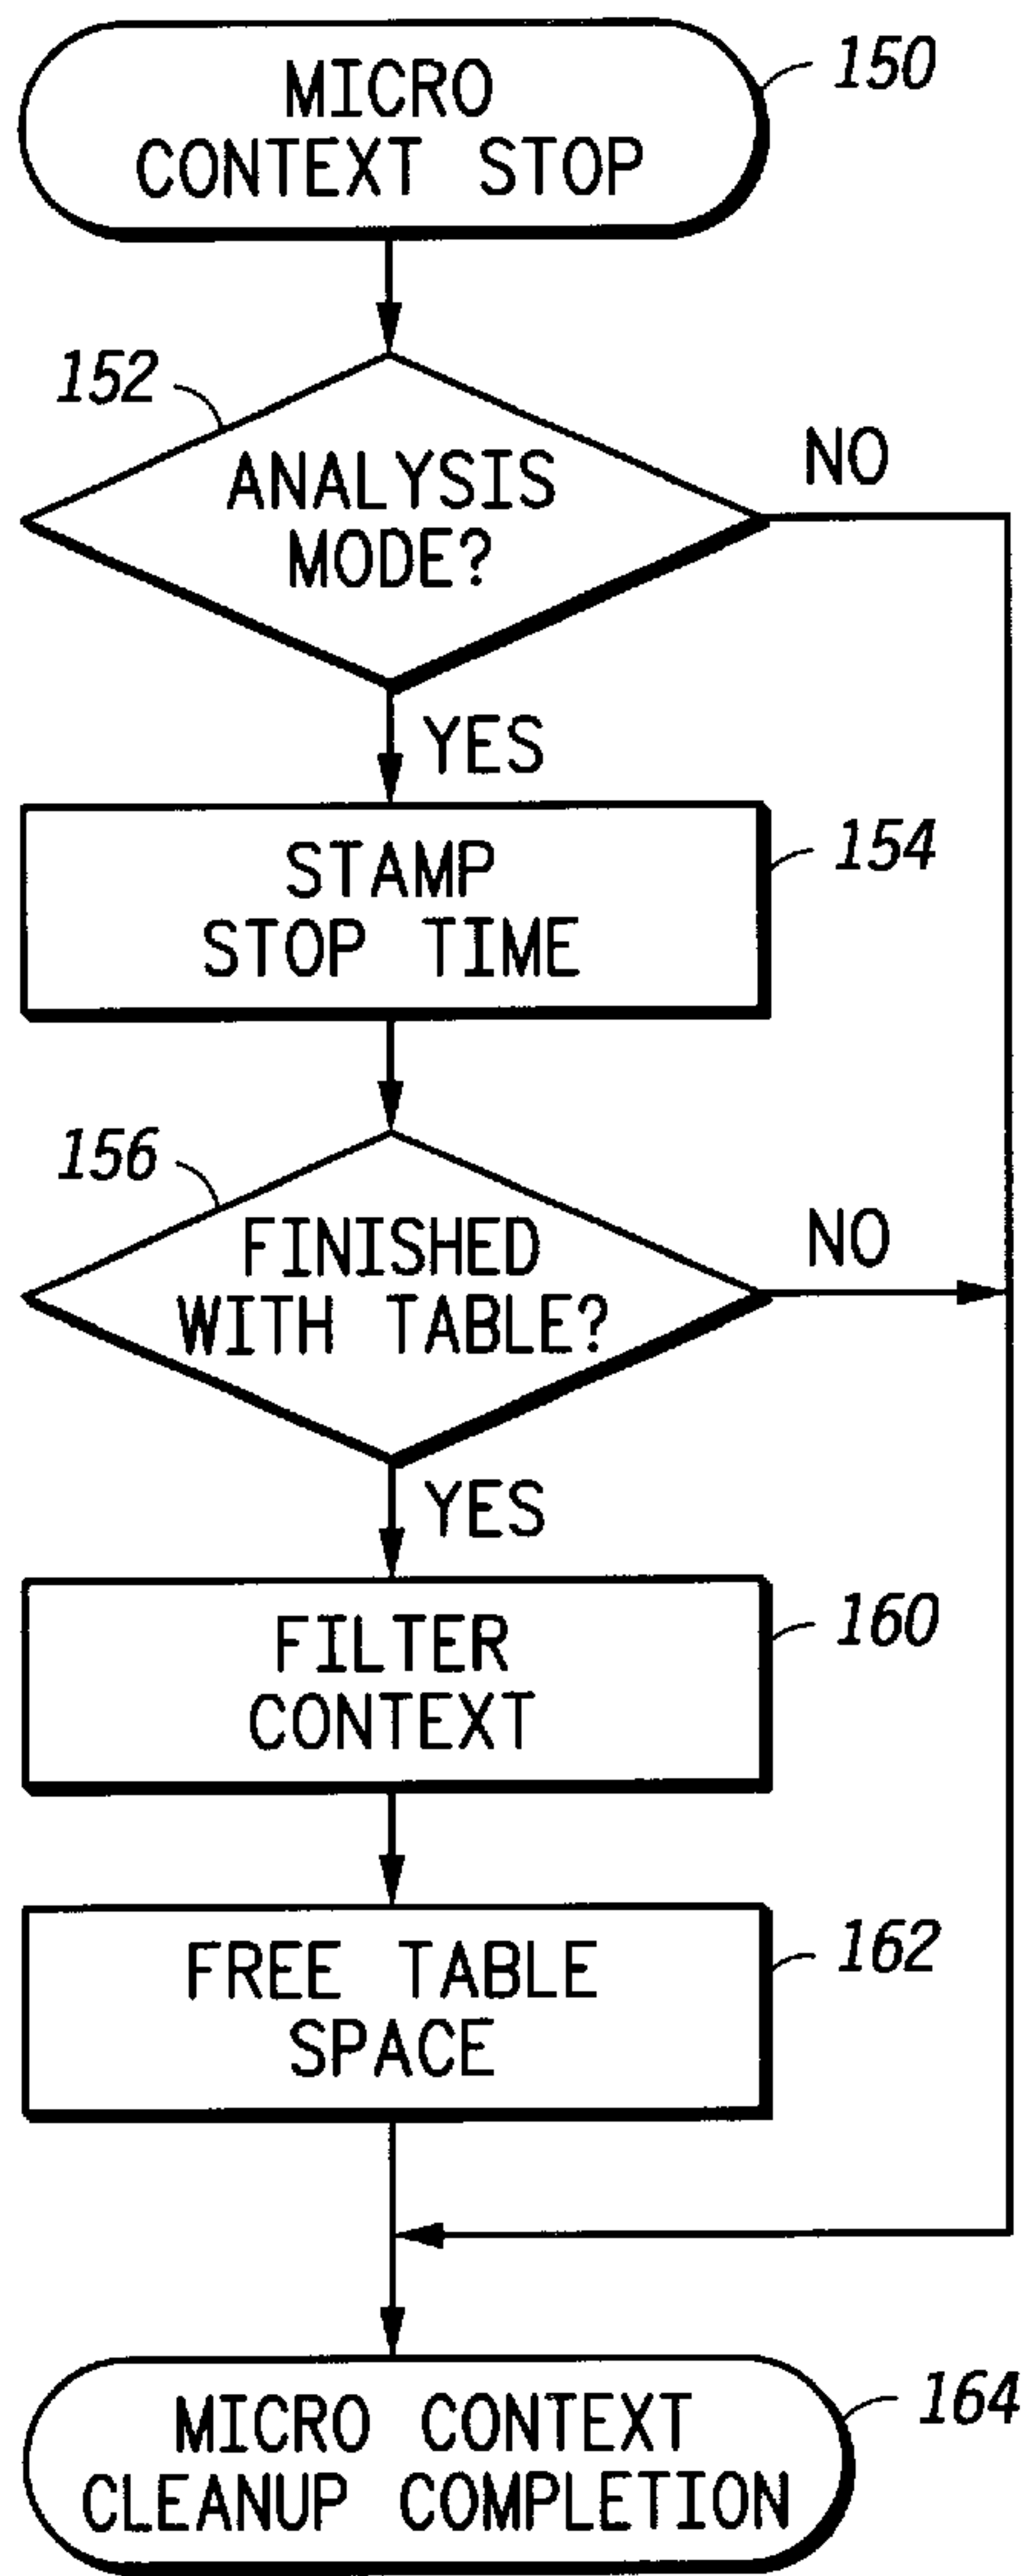 MICRO
CONTEXT STOP
150
152
ANALYSIS
MODE?
NO
YES
STAMP
STOP TIME
154
156
FINISHED
WITH TABLE?
NO
YES
FILTER
CONTEXT
160
FREE TABLE
SPACE
162
MICRO CONTEXT
CLEANUP COMPLETION
164